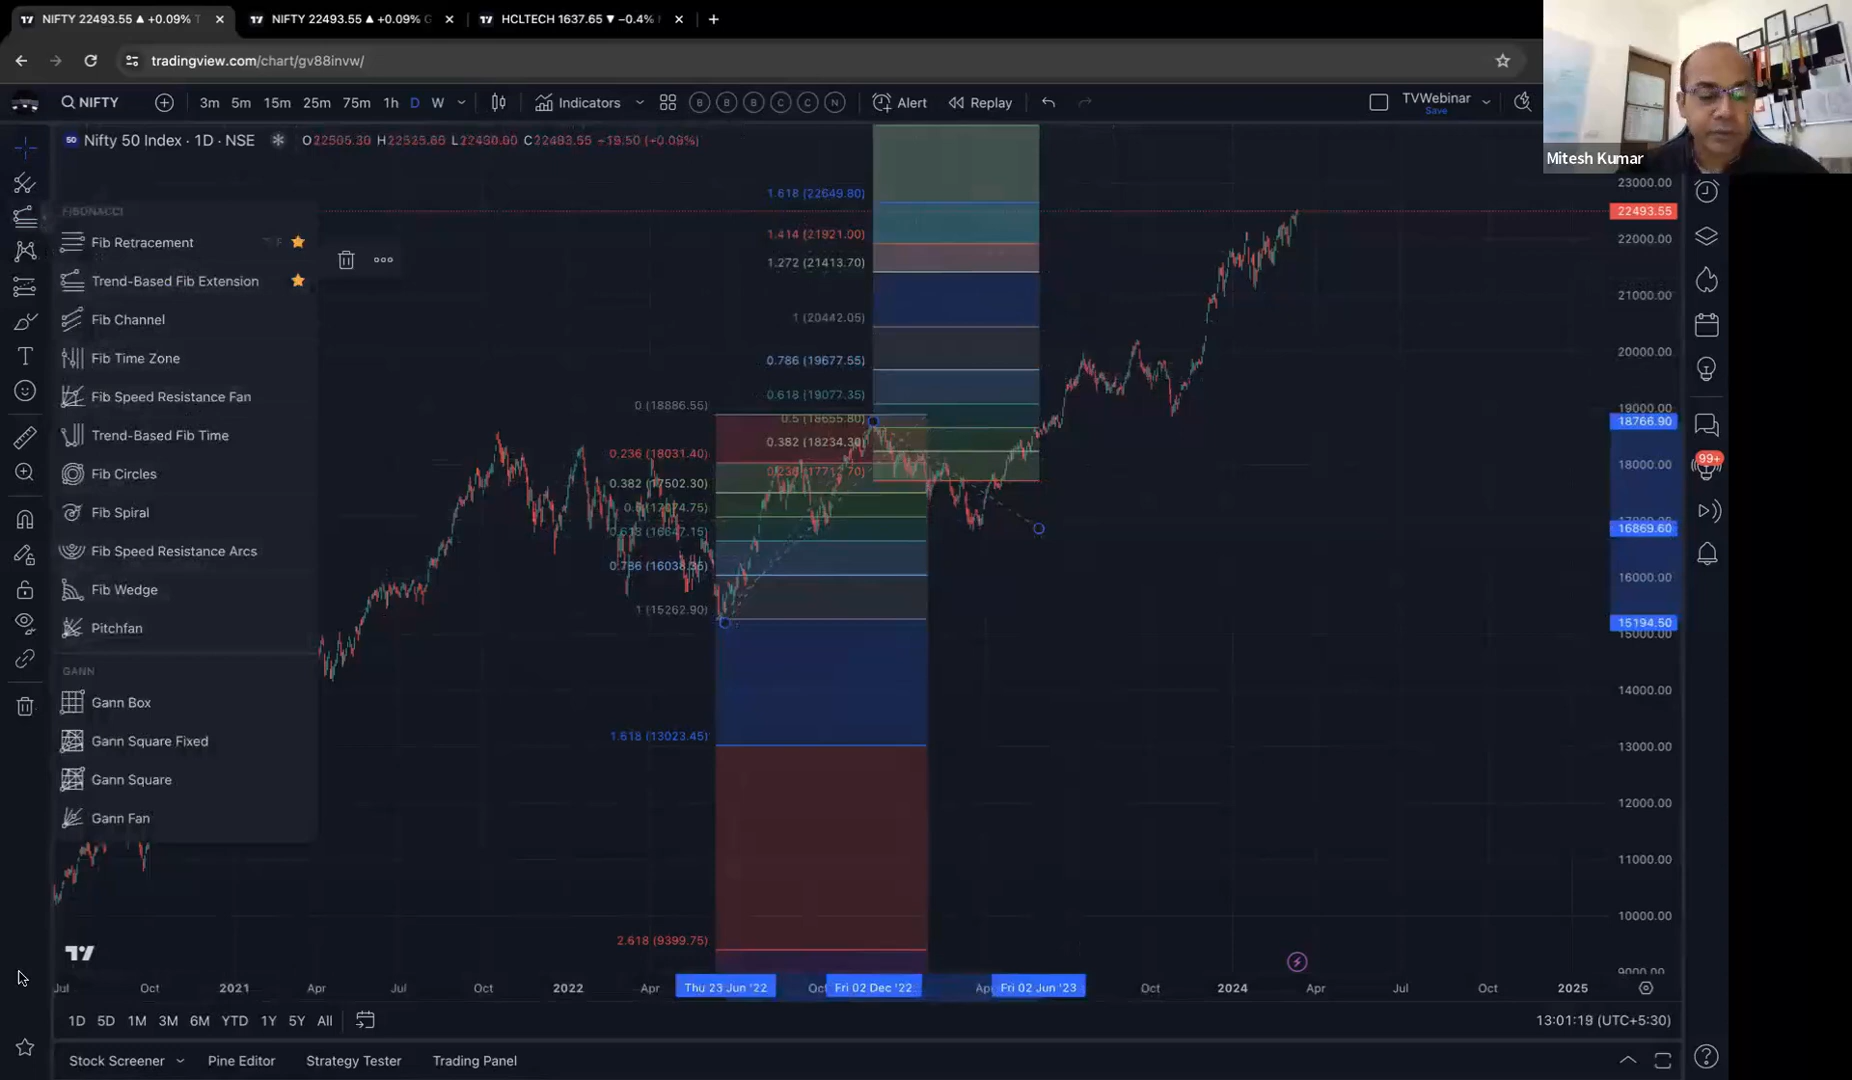 NIFTY 22493.55 ▲ +0.09%
NIFTY 22493.55 ▲ +0.09%
HCLTECH 1637.65 ▼ −0.4%
tradingview.com/chart/gv88invw/
NIFTY
3m 5m 15m 25m 75m 1h D W
Indicators
B B B C C N
Alert
Replay
TVWebinar
Save
Mitesh Kumar
50 Nifty 50 Index · 1D · NSE
FIBONACCI
Fib Retracement
Trend-Based Fib Extension
Fib Channel
Fib Time Zone
Fib Speed Resistance Fan
Trend-Based Fib Time
Fib Circles
Fib Spiral
Fib Speed Resistance Arcs
Fib Wedge
Pitchfan
GANN
Gann Box
Gann Square Fixed
Gann Square
Gann Fan
1.618 (22649.80)
1.414 (21921.00)
1.272 (21413.70)
1 (20442.05)
0.786 (19677.55)
0.618 (19077.35)
0.5 (18655.80)
0.382 (18234.30)
0 (18886.55)
0.236 (18031.40)
0.382 (17502.30)
0.786 (16038.35)
1 (15262.90)
1.618 (13023.45)
2.618 (9399.75)
23000.00
22493.55
22000.00
21000.00
20000.00
19000.00
18766.90
18000.00
16869.60
16000.00
15194.50
15000.00
14000.00
13000.00
12000.00
11000.00
10000.00
9000.00
99+
Jul Oct 2021 Apr Jul Oct 2022 Apr Thu 23 Jun '22 Fri 02 Dec '22 Fri 02 Jun '23 Oct 2024 Apr Jul Oct 2025
1D 5D 1M 3M 6M YTD 1Y 5Y All
13:01:19 (UTC+5:30)
Stock Screener
Pine Editor
Strategy Tester
Trading Panel